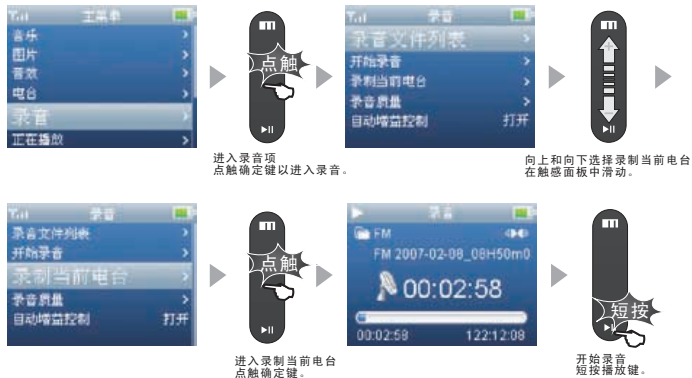 主菜单
音乐
图片
音效
电台
录音
正在播放
点触
进入录音项
点触确定键以进入录音。
录音
录音文件列表
开始录音
录制当前电台
录音质量
自动增益控制 打开
向上和向下选择录制当前电台
在触感面板中滑动。
录音
录音文件列表
开始录音
录制当前电台
录音质量
自动增益控制 打开
点触
进入录制当前电台
点触确定键。
录音
FM
FM 2007-02-08_08H50m0
00:02:58
00:02:58 122:12:08
短按
开始录音
短按播放键。